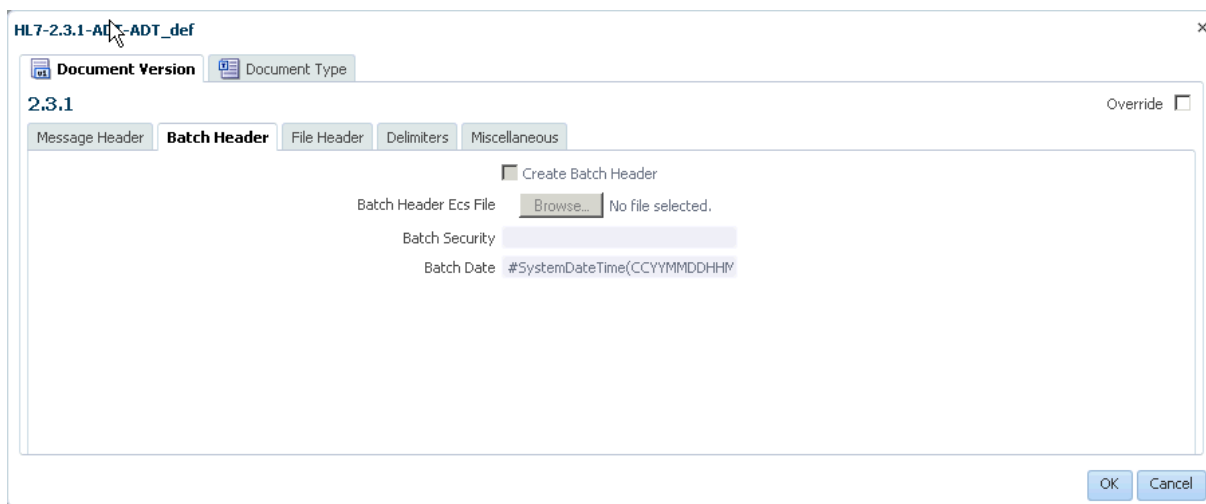 HL7-2.3.1-ADT-ADT_def
Document Version Document Type
2.3.1 Override
Message Header Batch Header File Header Delimiters Miscellaneous
Create Batch Header
Batch Header Ecs File Browse... No file selected.
Batch Security
Batch Date #SystemDateTime(CCYYMMDDHHM
OK Cancel